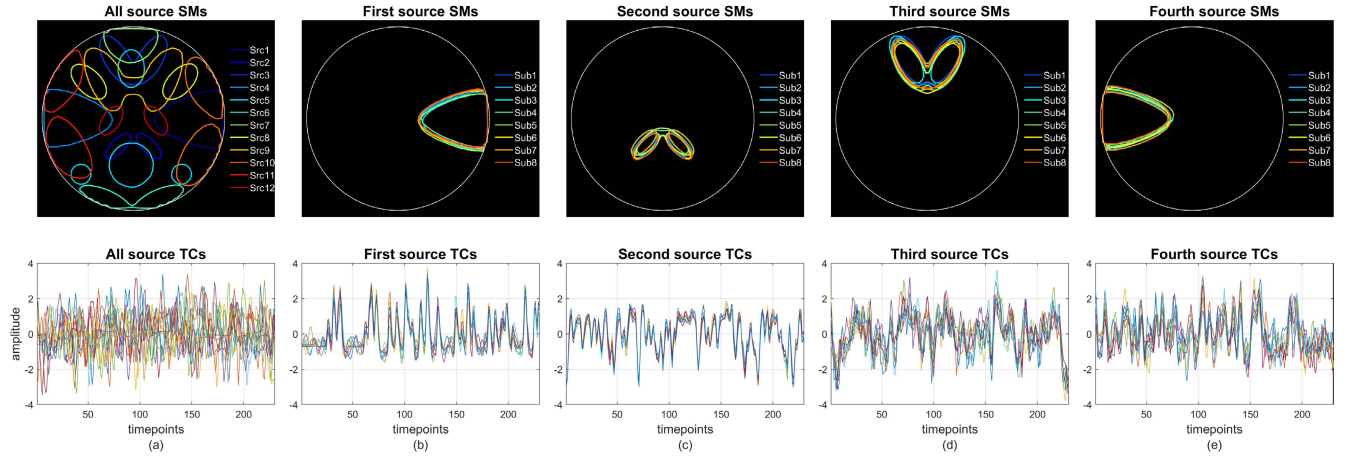 All source SMs
Src1
Src2
Src3
Src4
Src5
Src6
Src7
Src8
Src9
Src10
Src11
Src12
First source SMs
Sub1
Sub2
Sub3
Sub4
Sub5
Sub6
Sub7
Sub8
Second source SMs
Sub1
Sub2
Sub3
Sub4
Sub5
Sub6
Sub7
Sub8
Third source SMs
Sub1
Sub2
Sub3
Sub4
Sub5
Sub6
Sub7
Sub8
Fourth source SMs
Sub1
Sub2
Sub3
Sub4
Sub5
Sub6
Sub7
Sub8
All source TCs
amplitude
4
2
0
-2
-4
50 100 150 200
timepoints
(a)
First source TCs
4
2
0
-2
-4
50 100 150 200
timepoints
(b)
Second source TCs
4
2
0
-2
-4
50 100 150 200
timepoints
(c)
Third source TCs
4
2
0
-2
-4
50 100 150 200
timepoints
(d)
Fourth source TCs
4
2
0
-2
-4
50 100 150 200
timepoints
(e)